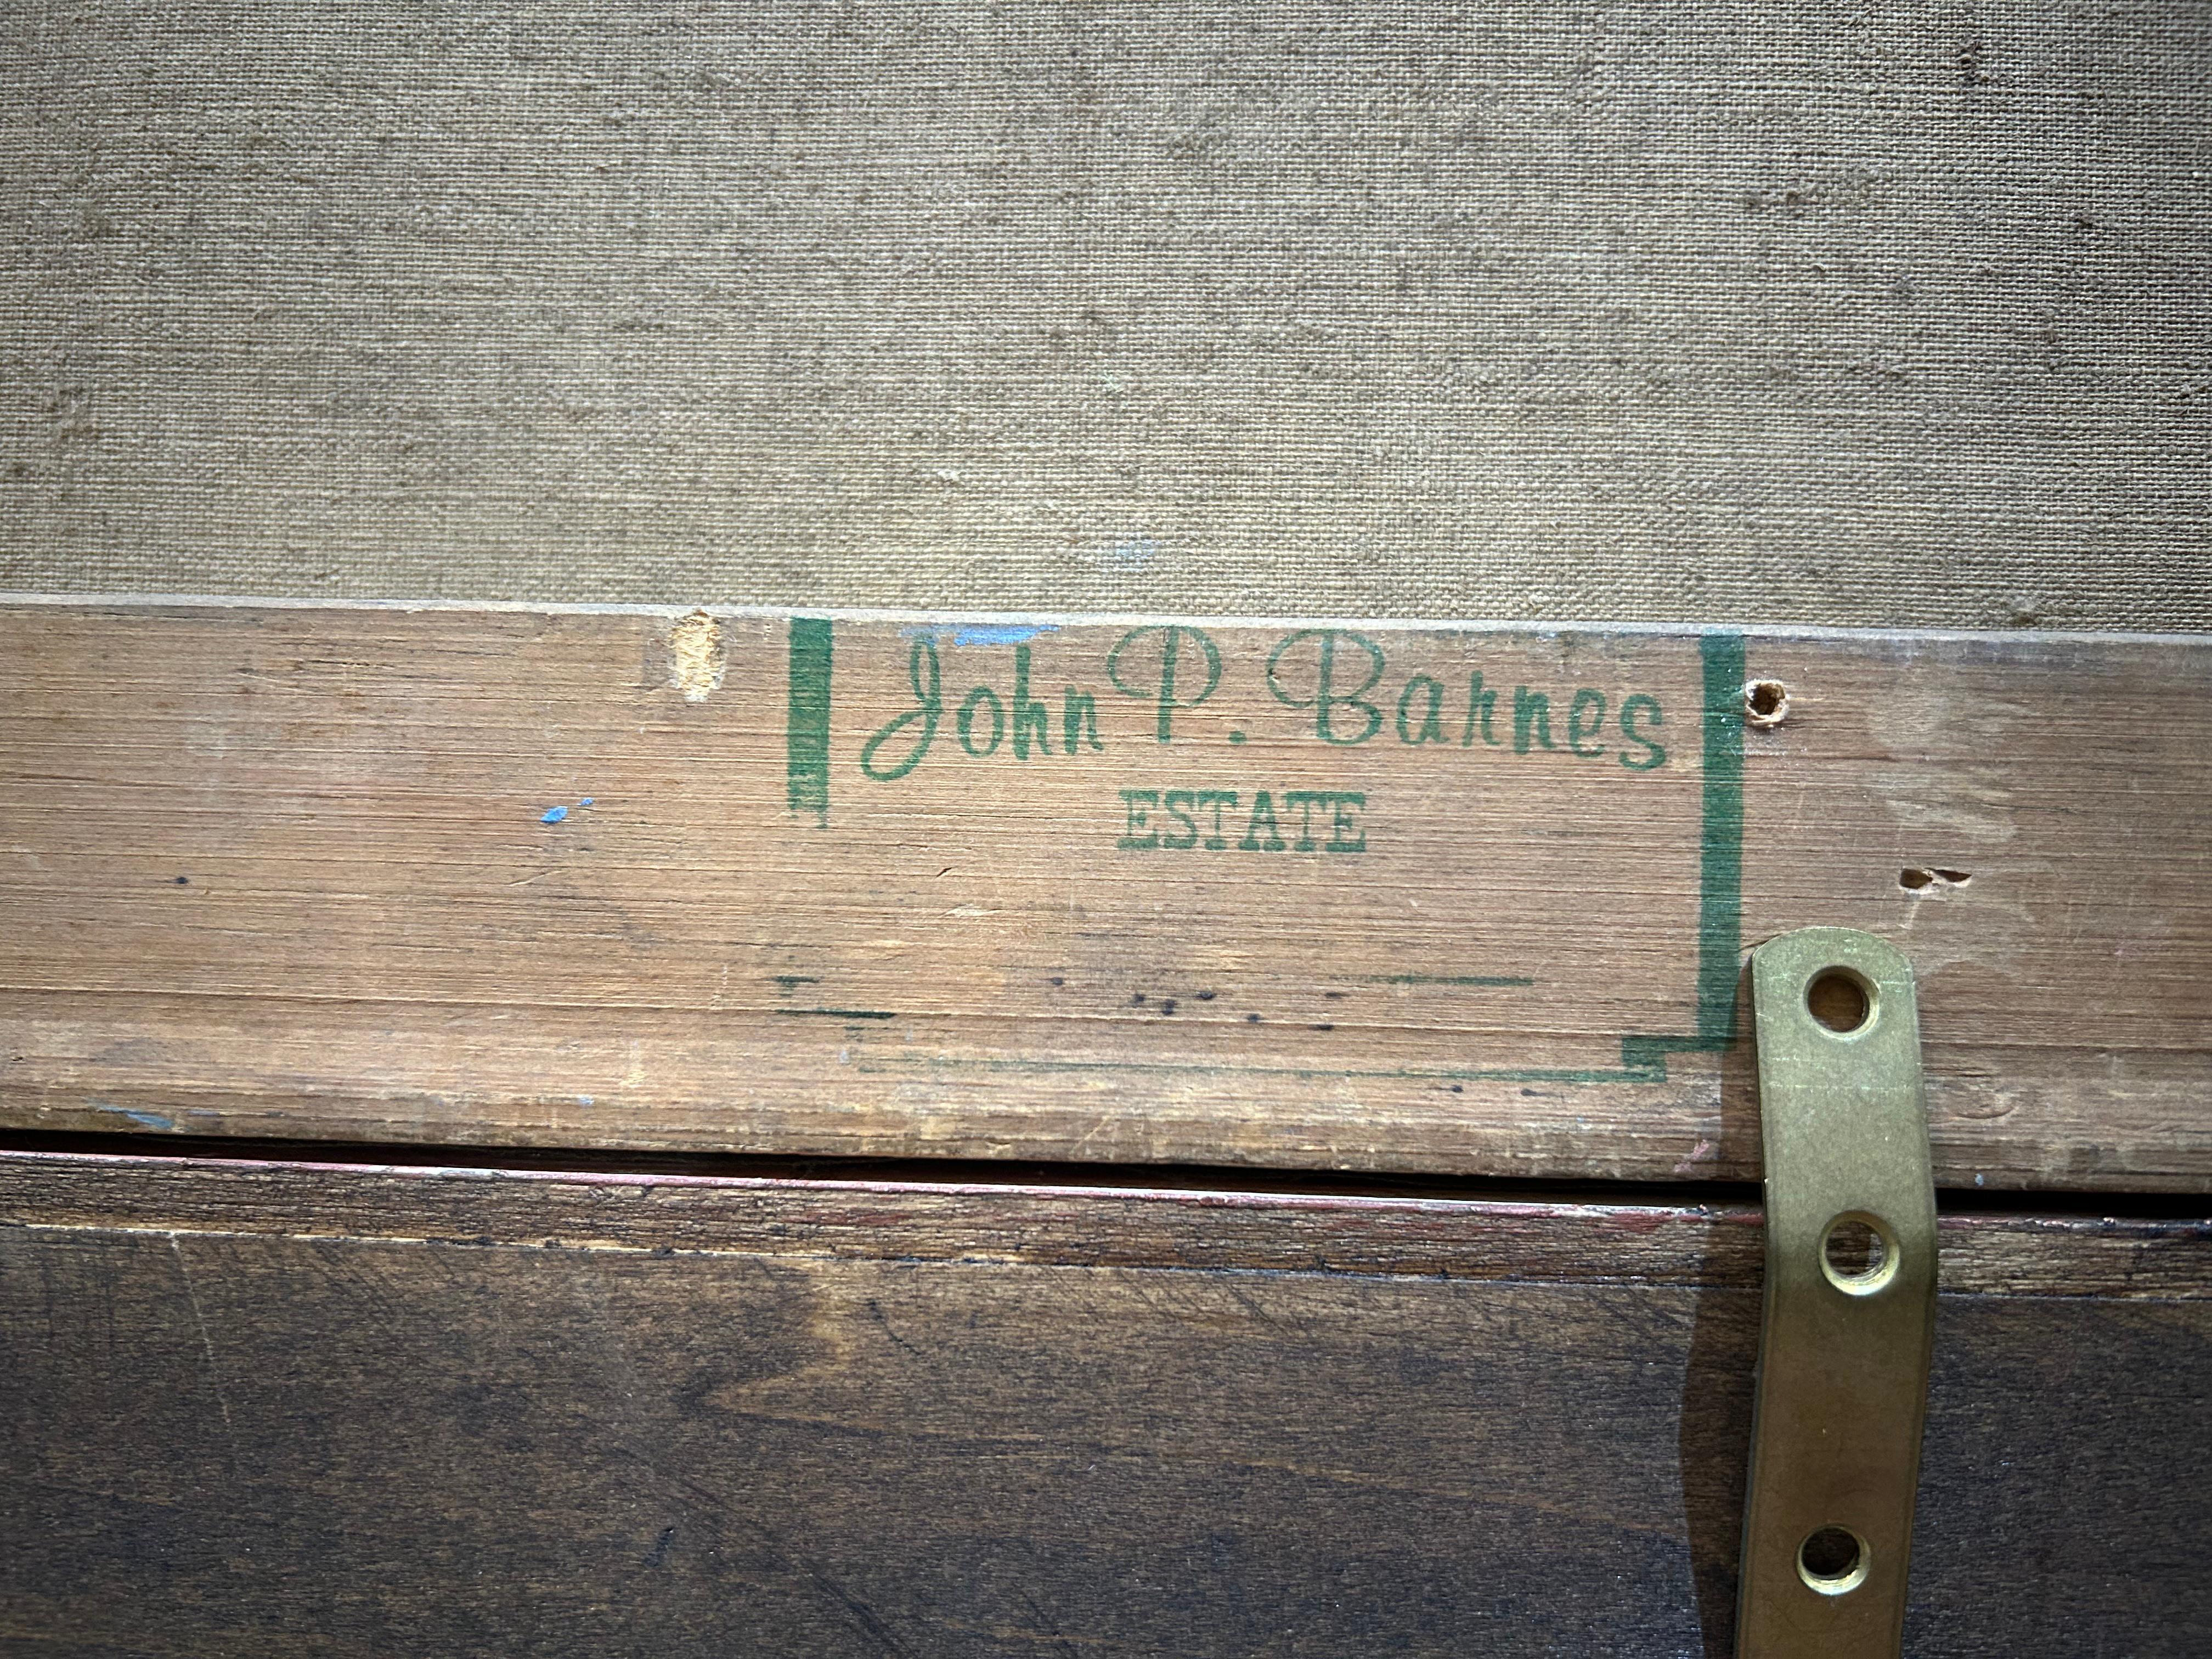 John P. Barnes
ESTATE